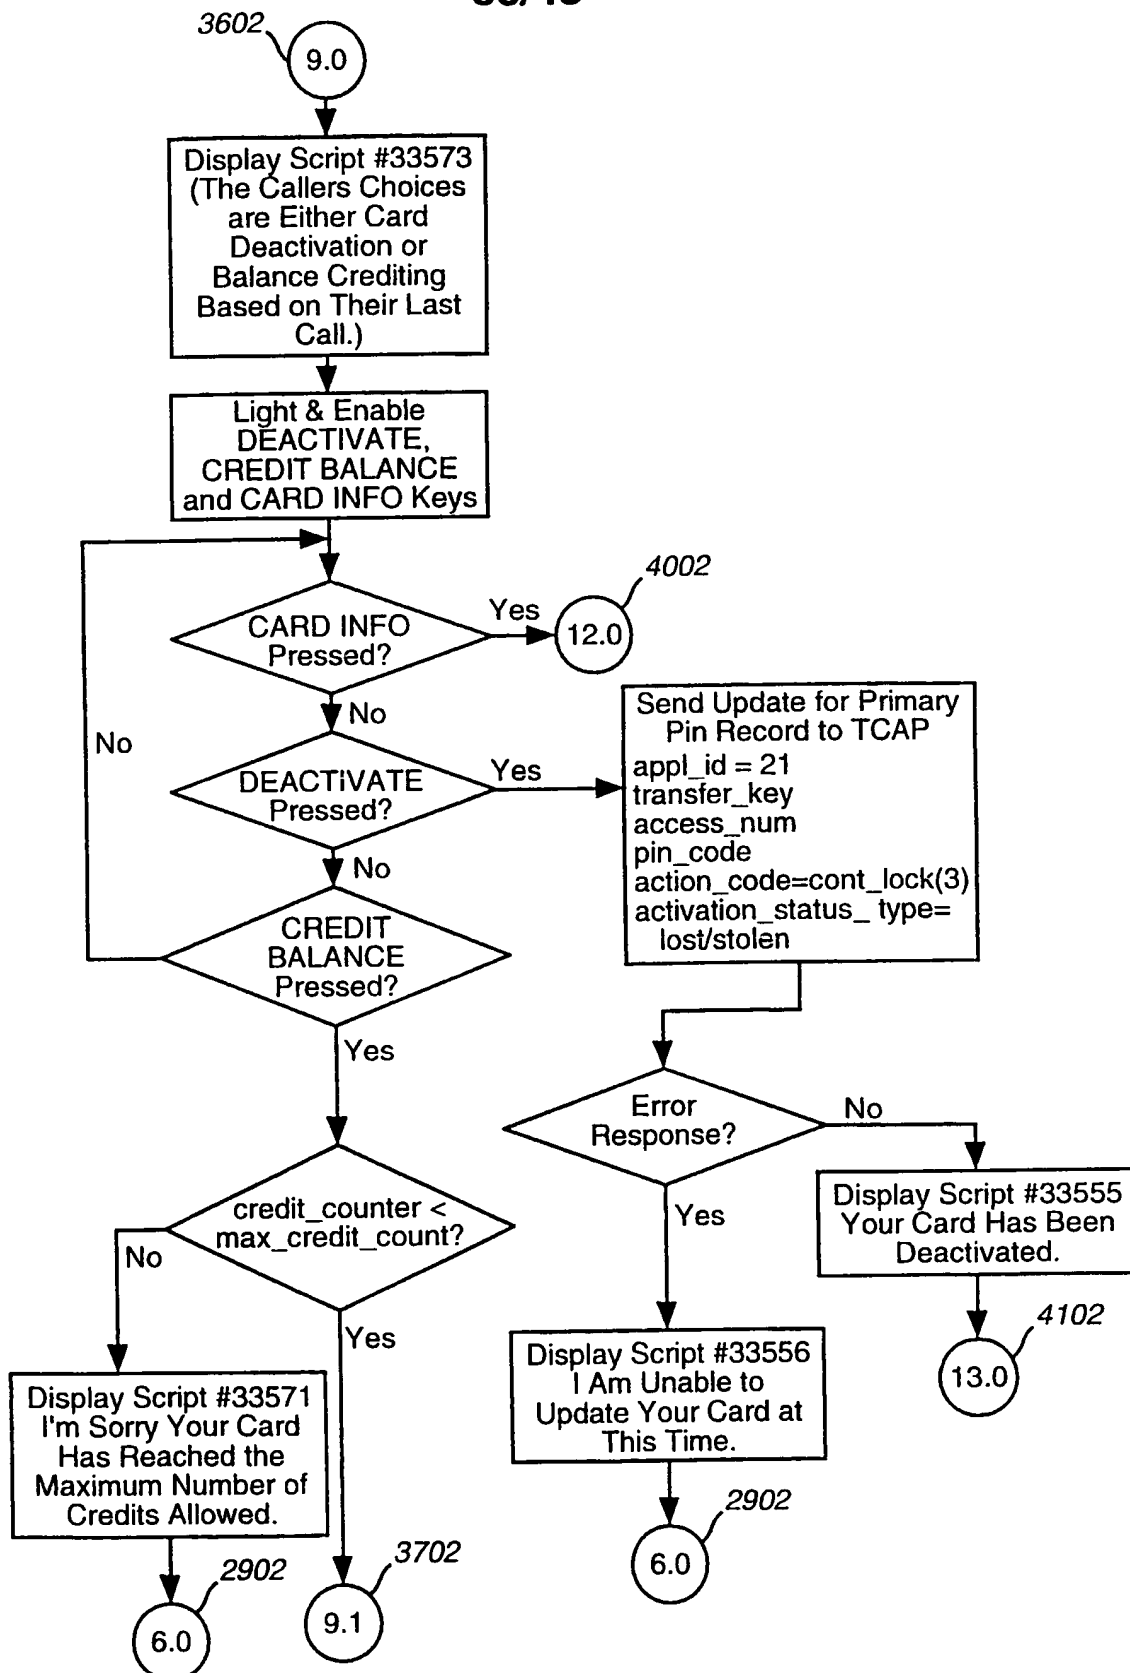 3602
9.0
Display Script #33573
(The Callers Choices
are Either Card
Deactivation or
Balance Crediting
Based on Their Last
Call.)
Light & Enable
DEACTIVATE,
CREDIT BALANCE
and CARD INFO Keys
4002
CARD INFO
Pressed?
Yes
12.0
No
No
DEACTIVATE
Pressed?
Yes
Send Update for Primary
Pin Record to TCAP
appl_id = 21
transfer_key
access_num
pin_code
action_code=cont_lock(3)
activation_status_ type=
lost/stolen
No
CREDIT
BALANCE
Pressed?
Yes
Error
Response?
No
Yes
Display Script #33555
Your Card Has Been
Deactivated.
4102
13.0
credit_counter <
max_credit_count?
No
Yes
Display Script #33556
I Am Unable to
Update Your Card at
This Time.
2902
6.0
Display Script #33571
I'm Sorry Your Card
Has Reached the
Maximum Number of
Credits Allowed.
2902
6.0
3702
9.1